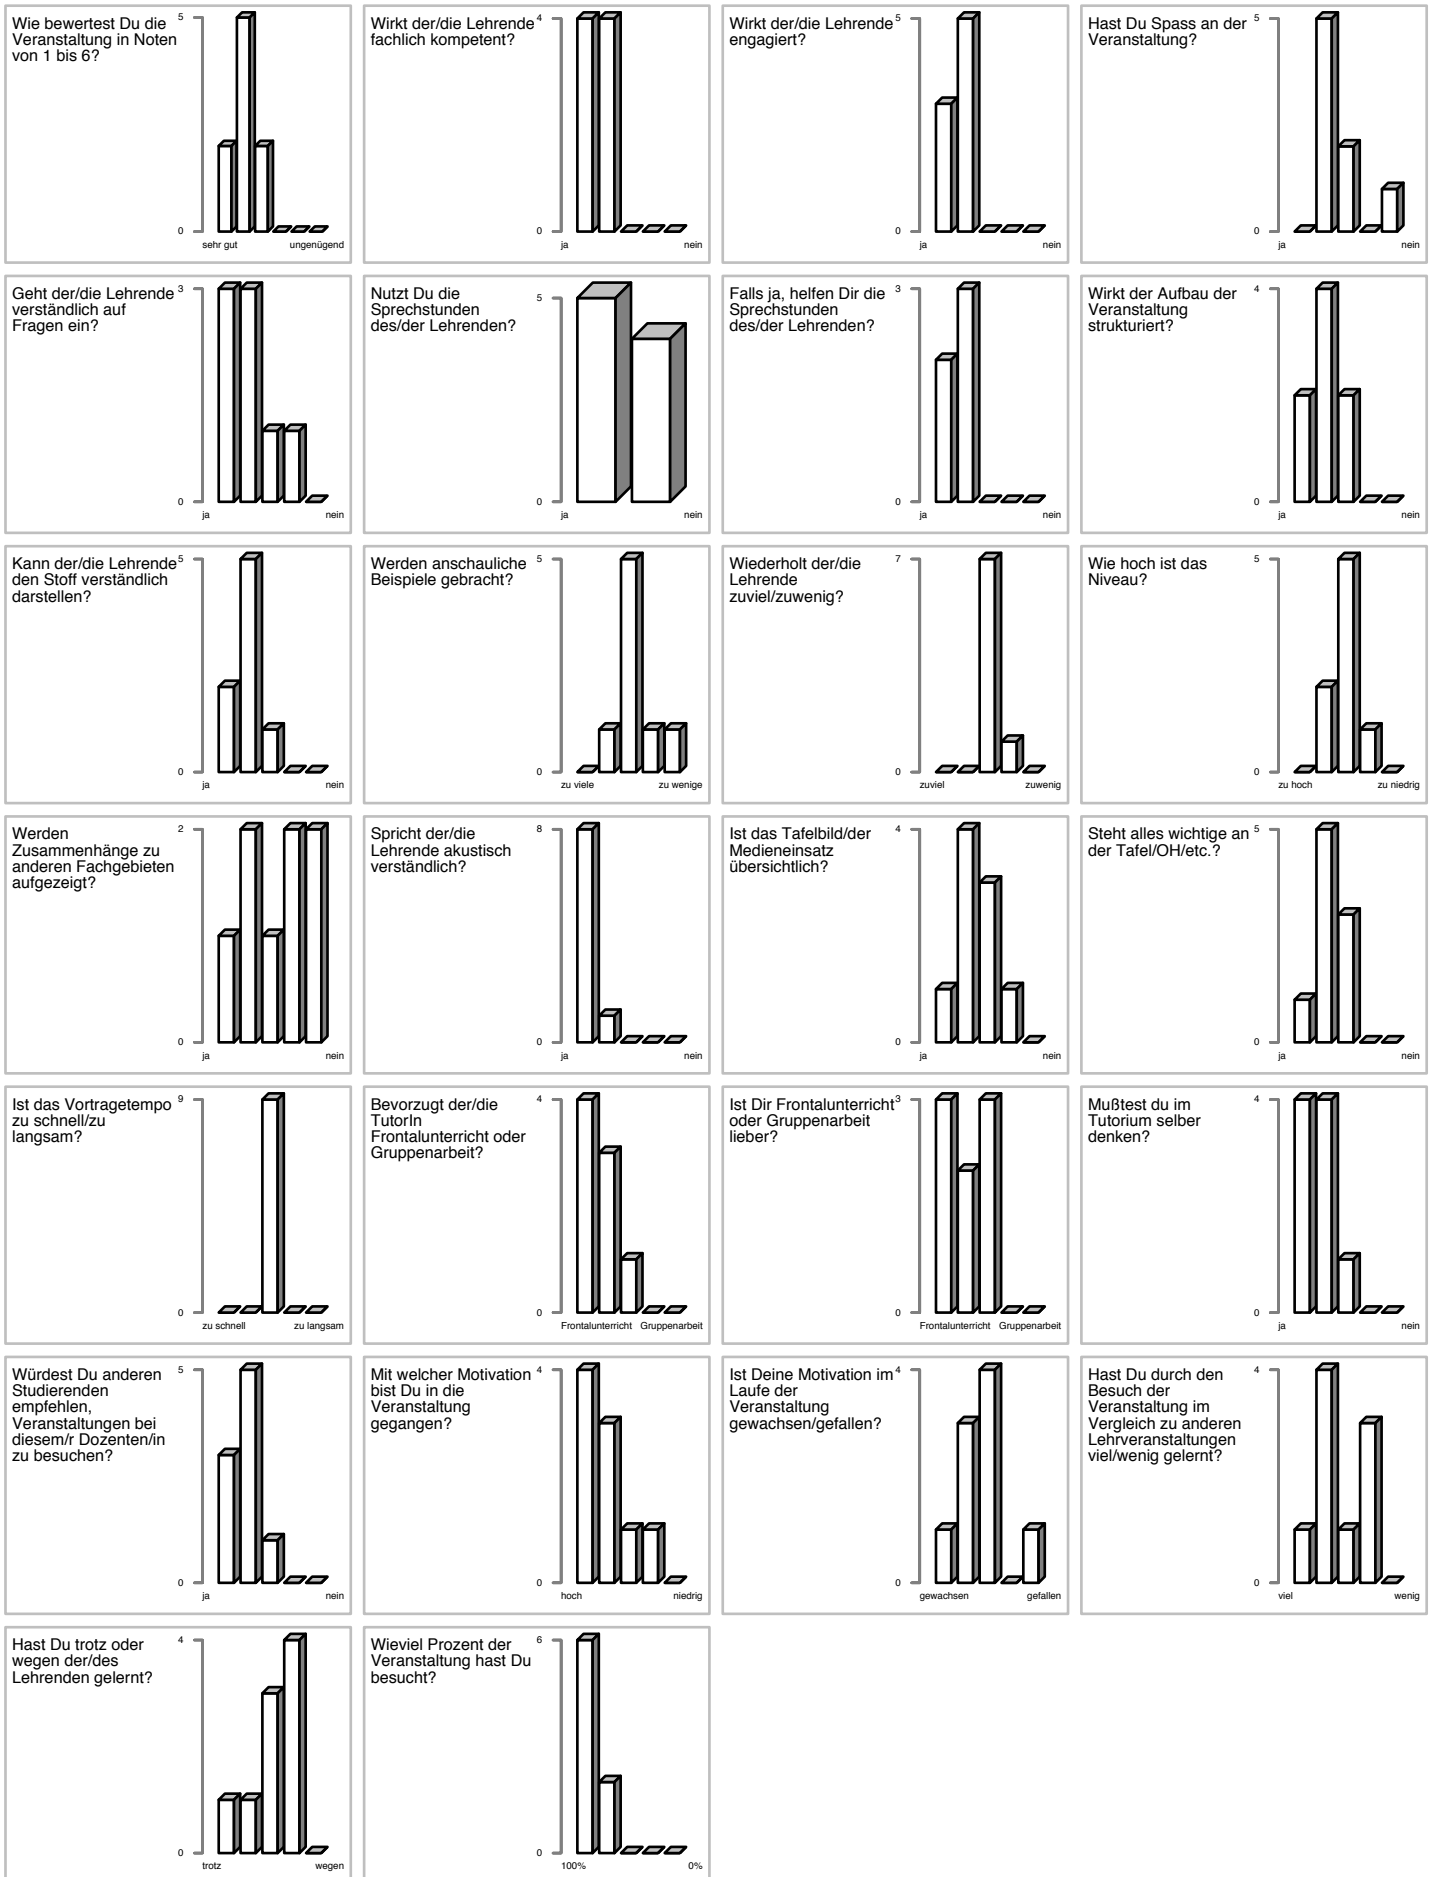 Wie bewertest Du die
Veranstaltung in Noten
von 1 bis 6?
5
0
sehr gut
ungenügend
Wirkt der/die Lehrende
fachlich kompetent?
4
0
ja
nein
Wirkt der/die Lehrende
engagiert?
5
0
ja
nein
Hast Du Spass an der
Veranstaltung?
5
0
ja
nein
Geht der/die Lehrende
verständlich auf
Fragen ein?
3
0
ja
nein
Nutzt Du die
Sprechstunden
des/der Lehrenden?
5
0
ja
nein
Falls ja, helfen Dir die
Sprechstunden
des/der Lehrenden?
3
0
ja
nein
Wirkt der Aufbau der
Veranstaltung
strukturiert?
4
0
ja
nein
Kann der/die Lehrende
den Stoff verständlich
darstellen?
5
0
ja
nein
Werden anschauliche
Beispiele gebracht?
5
0
zu viele
zu wenige
Wiederholt der/die
Lehrende
zuviel/zuwenig?
7
0
zuviel
zuwenig
Wie hoch ist das
Niveau?
5
0
zu hoch
zu niedrig
Werden
Zusammenhänge zu
anderen Fachgebieten
aufgezeigt?
2
0
ja
nein
Spricht der/die
Lehrende akustisch
verständlich?
8
0
ja
nein
Ist das Tafelbild/der
Medieneinsatz
übersichtlich?
4
0
ja
nein
Steht alles wichtige an
der Tafel/OH/etc.?
5
0
ja
nein
Ist das Vortragetempo
zu schnell/zu
langsam?
9
0
zu schnell
zu langsam
Bevorzugt der/die
TutorIn
Frontalunterricht oder
Gruppenarbeit?
4
0
Frontalunterricht
Gruppenarbeit
Ist Dir Frontalunterricht
oder Gruppenarbeit
lieber?
3
0
Frontalunterricht
Gruppenarbeit
Mußtest du im
Tutorium selber
denken?
4
0
ja
nein
Würdest Du anderen
Studierenden
empfehlen,
Veranstaltungen bei
diesem/r Dozenten/in
zu besuchen?
5
0
ja
nein
Mit welcher Motivation
bist Du in die
Veranstaltung
gegangen?
4
0
hoch
niedrig
Ist Deine Motivation im
Laufe der
Veranstaltung
gewachsen/gefallen?
4
0
gewachsen
gefallen
Hast Du durch den
Besuch der
Veranstaltung im
Vergleich zu anderen
Lehrveranstaltungen
viel/wenig gelernt?
4
0
viel
wenig
Hast Du trotz oder
wegen der/des
Lehrenden gelernt?
4
0
trotz
wegen
Wieviel Prozent der
Veranstaltung hast Du
besucht?
6
0
100%
0%